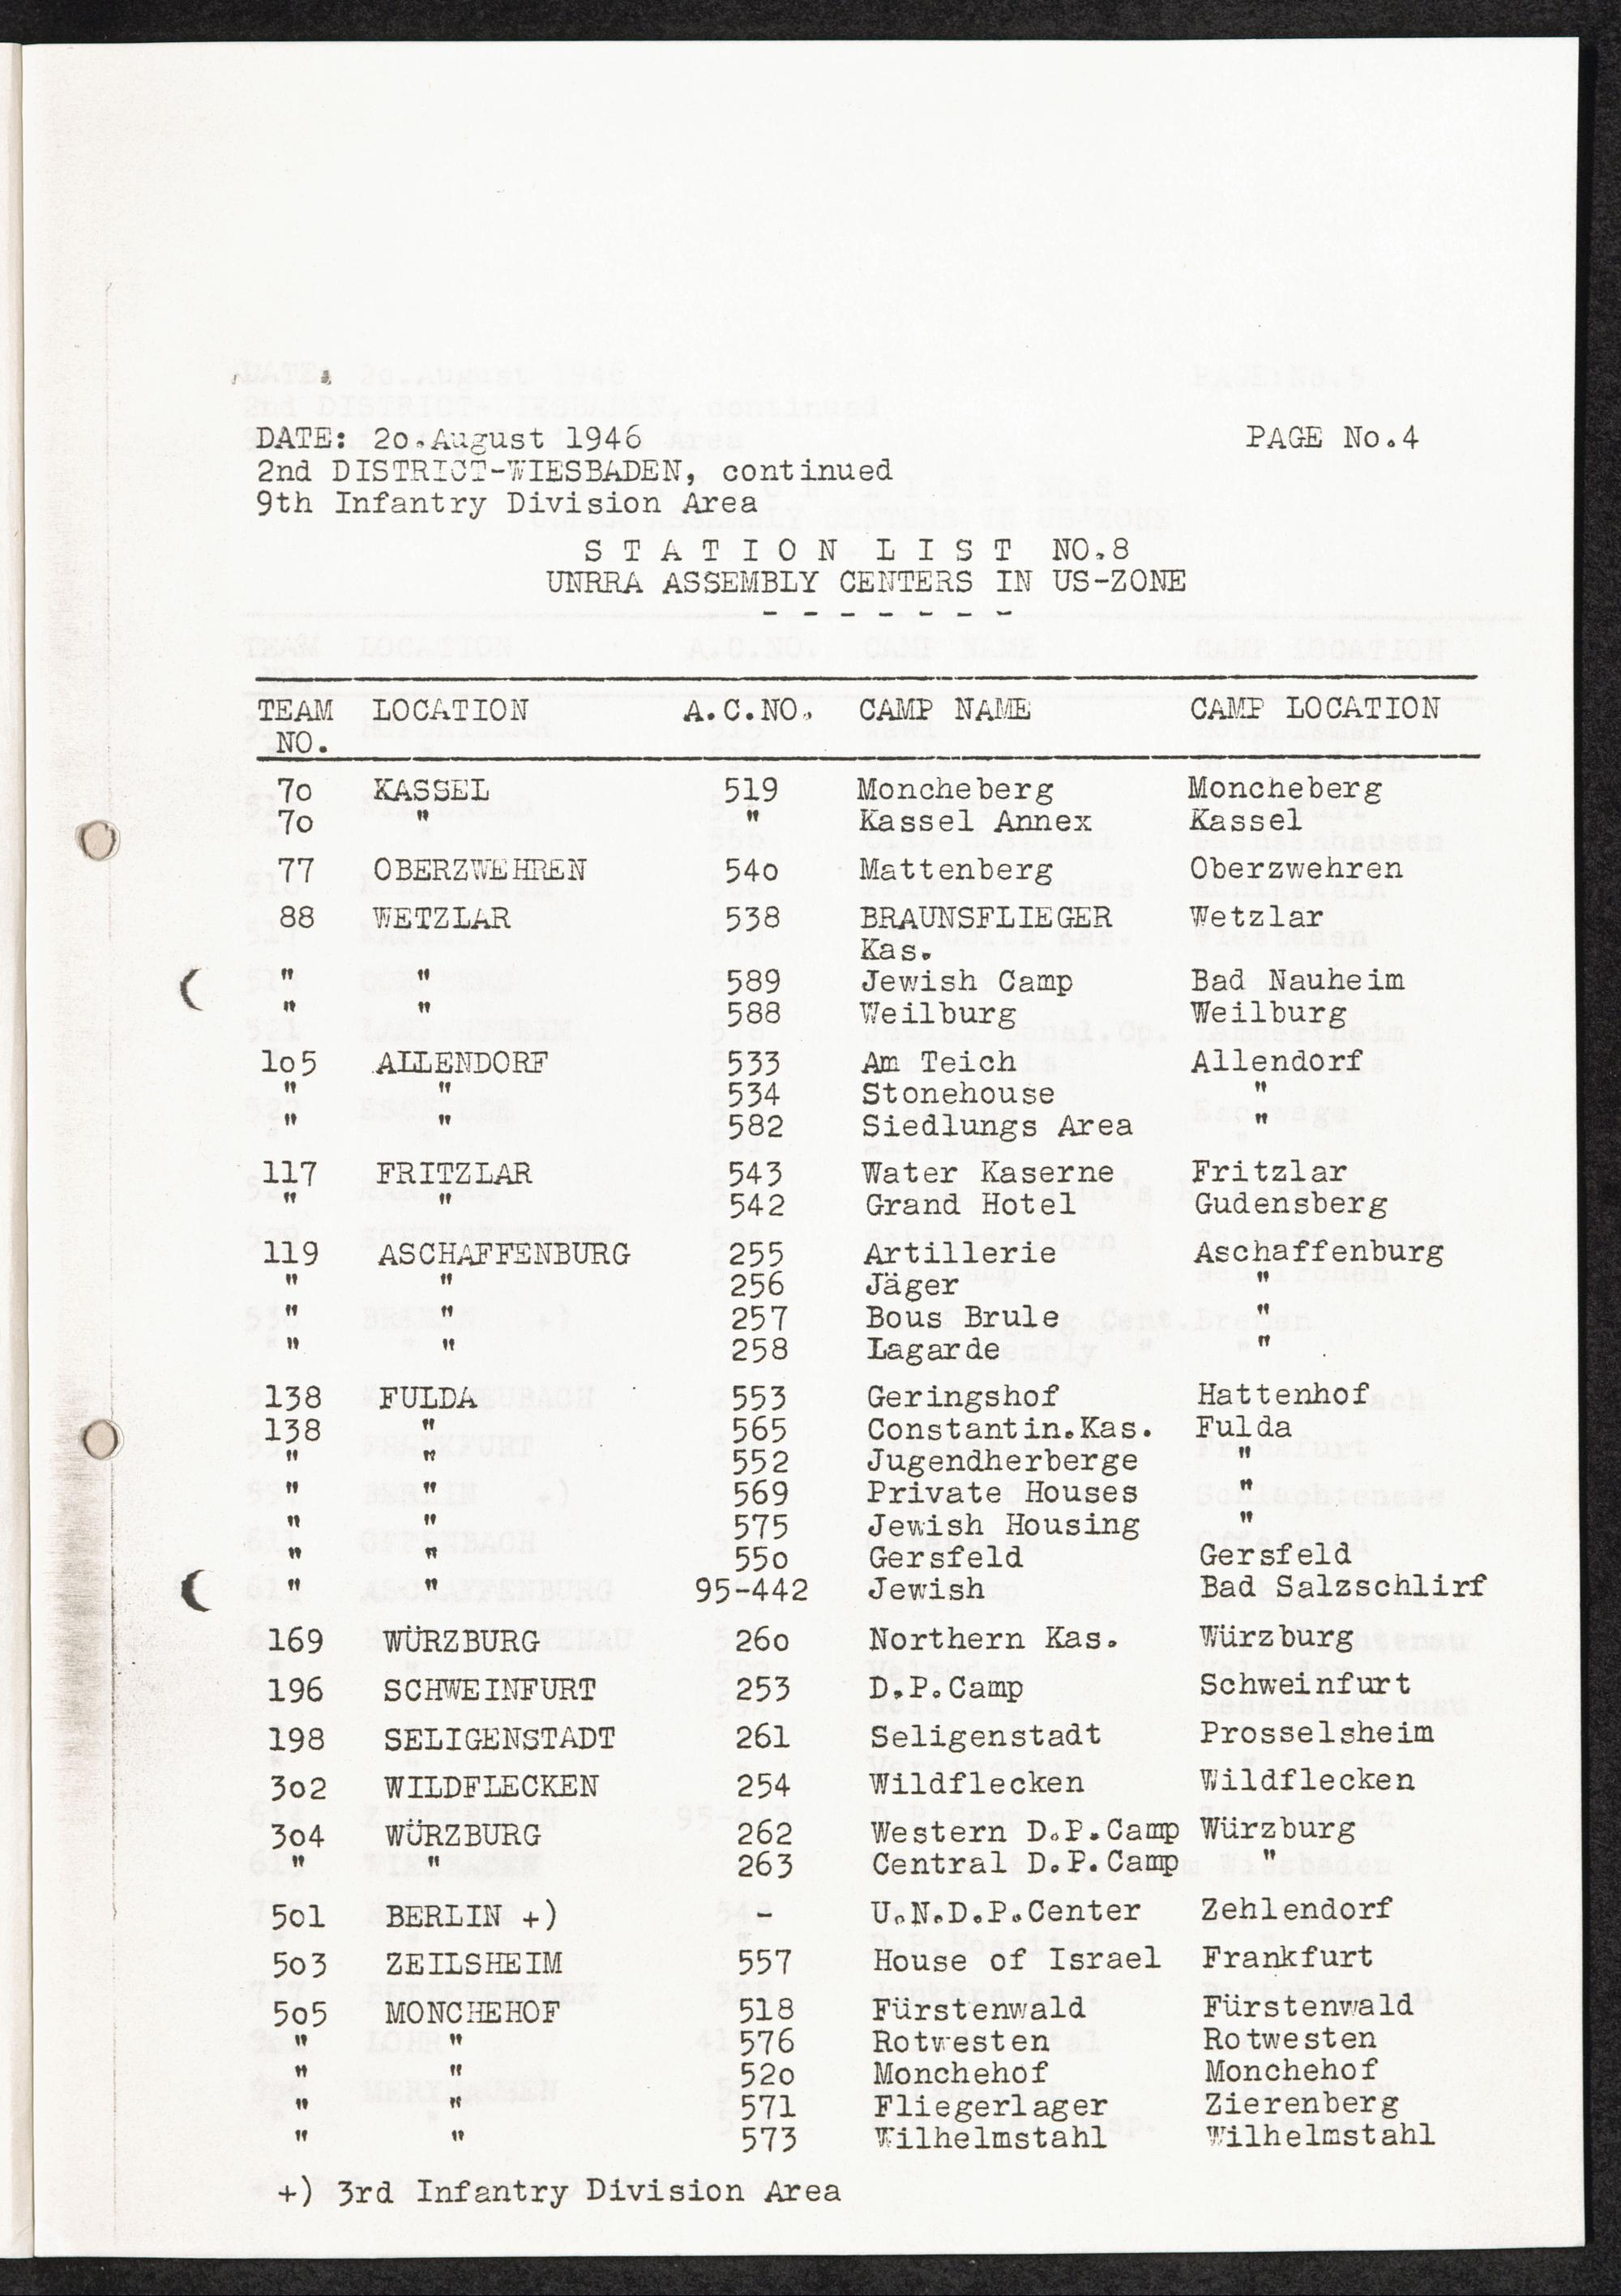 DATE: 2o.August 1946 PAGE No.4
2nd DISTRICT-WIESBADEN, continued
9th Infantry Division Area
S T A T I O N L I S T NO.8
UNRRA ASSEMBLY CENTERS IN US-ZONE
- - - - - - -
TEAM LOCATION A.C.NO. CAMP NAME CAMP LOCATION
NO.
7o KASSEL 519 Moncheberg Moncheberg
7o " " Kassel Annex Kassel
77 OBERZWEHREN 54o Mattenberg Oberzwehren
88 WETZLAR 538 BRAUNSFLIEGER Wetzlar
Kas.
" " 589 Jewish Camp Bad Nauheim
" " 588 Weilburg Weilburg
lo5 ALLENDORF 533 Am Teich Allendorf
" " 534 Stonehouse "
" " 582 Siedlungs Area "
117 FRITZLAR 543 Water Kaserne Fritzlar
" " 542 Grand Hotel Gudensberg
119 ASCHAFFENBURG 255 Artillerie Aschaffenburg
" " 256 Jäger "
" " 257 Bous Brule "
" " 258 Lagarde "
138 FULDA 553 Geringshof Hattenhof
138 " 565 Constantin.Kas. Fulda
" " 552 Jugendherberge "
" " 569 Private Houses "
" " 575 Jewish Housing "
" " 55o Gersfeld Gersfeld
" " 95-442 Jewish Bad Salzschlirf
169 WÜRZBURG 26o Northern Kas. Würzburg
196 SCHWEINFURT 253 D.P.Camp Schweinfurt
198 SELIGENSTADT 261 Seligenstadt Prosselsheim
3o2 WILDFLECKEN 254 Wildflecken Wildflecken
3o4 WÜRZBURG 262 Western D.P.Camp Würzburg
" " 263 Central D.P.Camp "
5o1 BERLIN +) - U.N.D.P.Center Zehlendorf
5o3 ZEILSHEIM 557 House of Israel Frankfurt
5o5 MONCHEHOF 518 Fürstenwald Fürstenwald
" " 576 Rotwesten Rotwesten
" " 52o Monchehof Monchehof
" " 571 Fliegerlager Zierenberg
" " 573 Wilhelmstahl Wilhelmstahl
+) 3rd Infantry Division Area